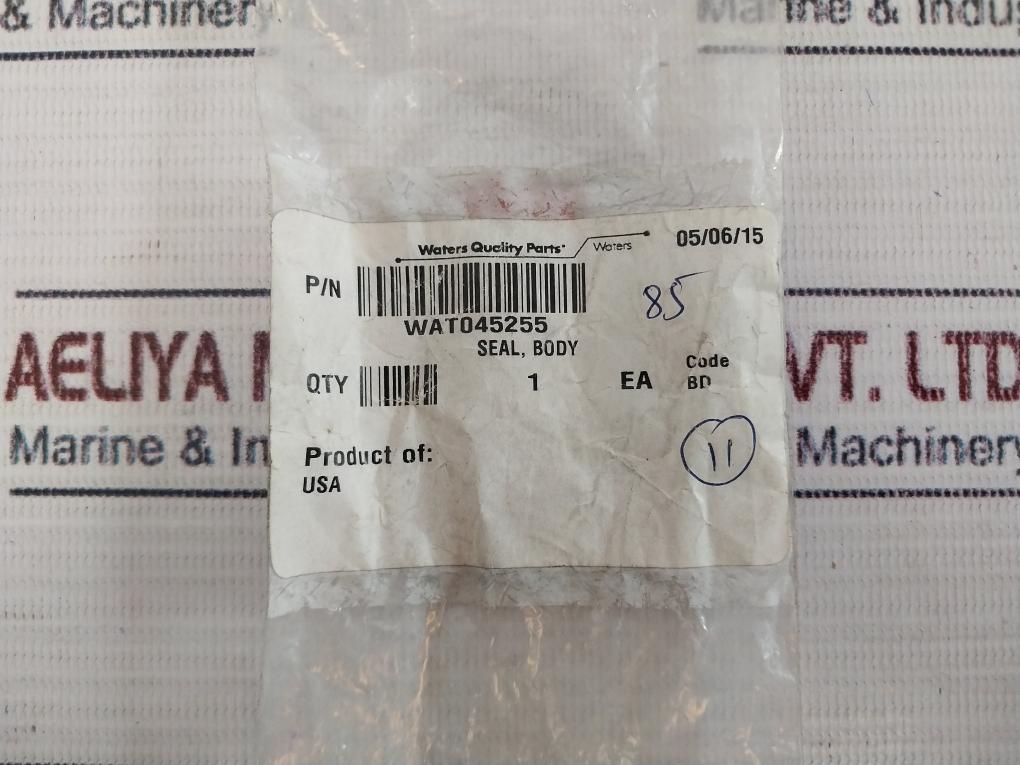 & Machinery
Marine & Indus
Waters Quality Parts
Waters
05/06/15
P/N
WAT045255
85
SEAL, BODY
QTY
1
EA
Code
BD
11
Product of:
USA
AELIYA M
VT. LTD
Marine & In
Machinery